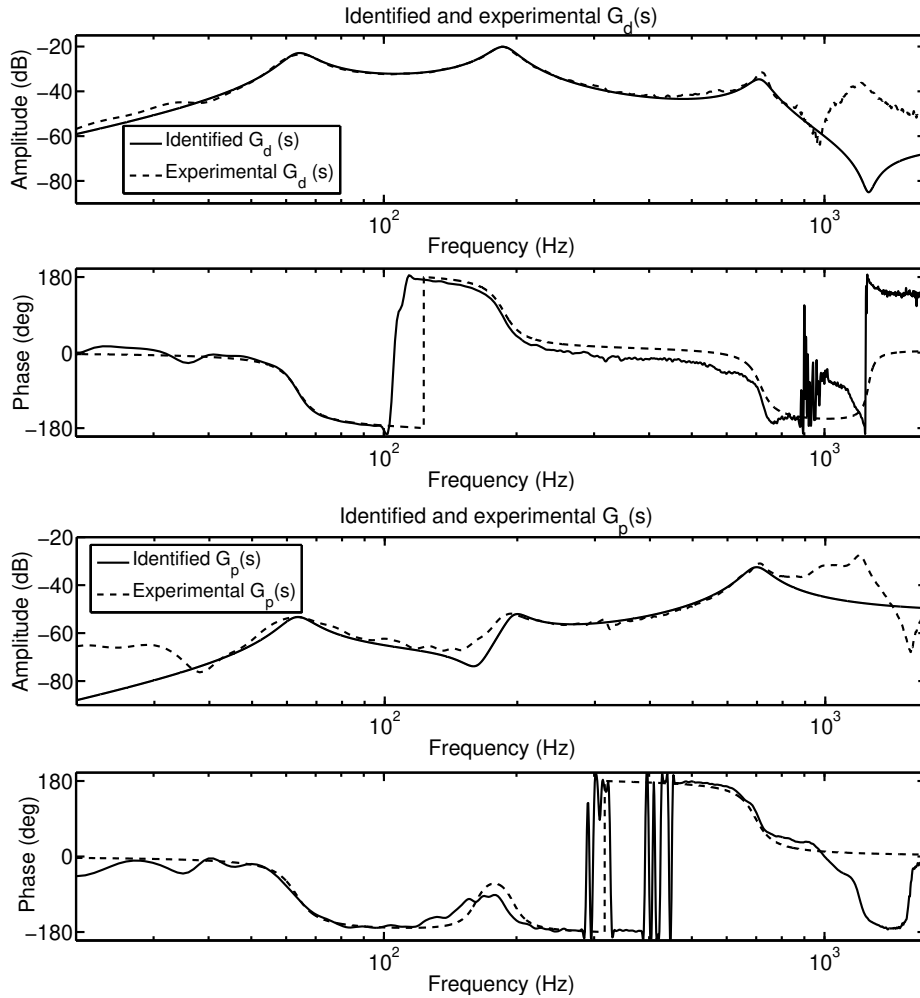 Identified and experimental G_d(s)
Amplitude (dB)
−20
−40
−60
−80
Identified G_d (s)
Experimental G_d (s)
10^2
10^3
Frequency (Hz)
Phase (deg)
180
0
−180
10^2
10^3
Frequency (Hz)
Identified and experimental G_p(s)
Amplitude (dB)
−20
−40
−60
−80
Identified G_p(s)
Experimental G_p(s)
10^2
10^3
Frequency (Hz)
Phase (deg)
180
0
−180
10^2
10^3
Frequency (Hz)